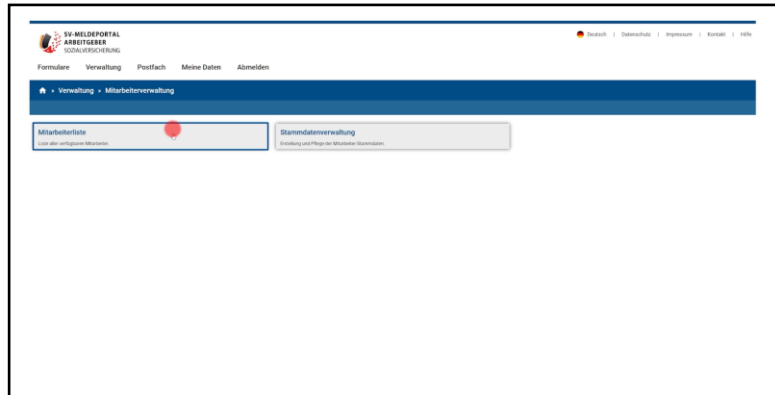 SV-MELDEPORTAL
ARBEITGEBER
SOZIALVERSICHERUNG
Deutsch | Datenschutz | Impressum | Kontakt | Hilfe
Formulare Verwaltung Postfach Meine Daten Abmelden
Verwaltung Mitarbeiterverwaltung
Mitarbeiterliste
Liste aller verfügbaren Mitarbeiter.
Stammdatenverwaltung
Erstellung und Pflege der Mitarbeiter-Stammdaten.